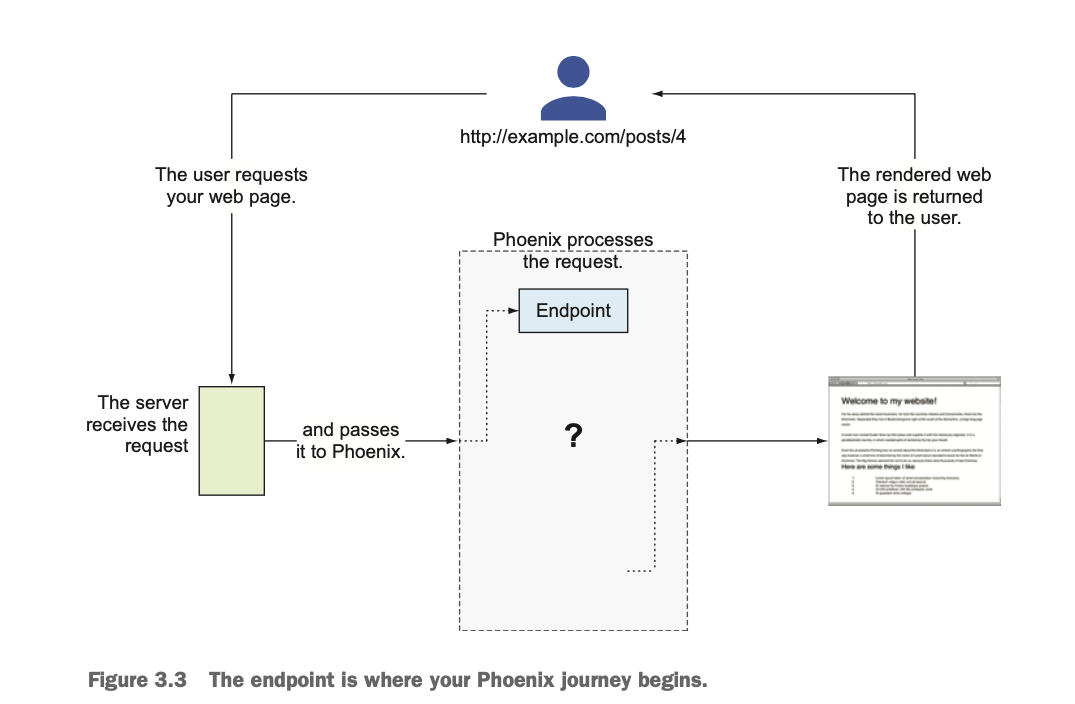 http://example.com/posts/4
The user requests
your web page.
The rendered web
page is returned
to the user.
Phoenix processes
the request.
Endpoint
The server
receives the
request
and passes
it to Phoenix.
?
Welcome to my website!
Here are some things I like
Figure 3.3 The endpoint is where your Phoenix journey begins.